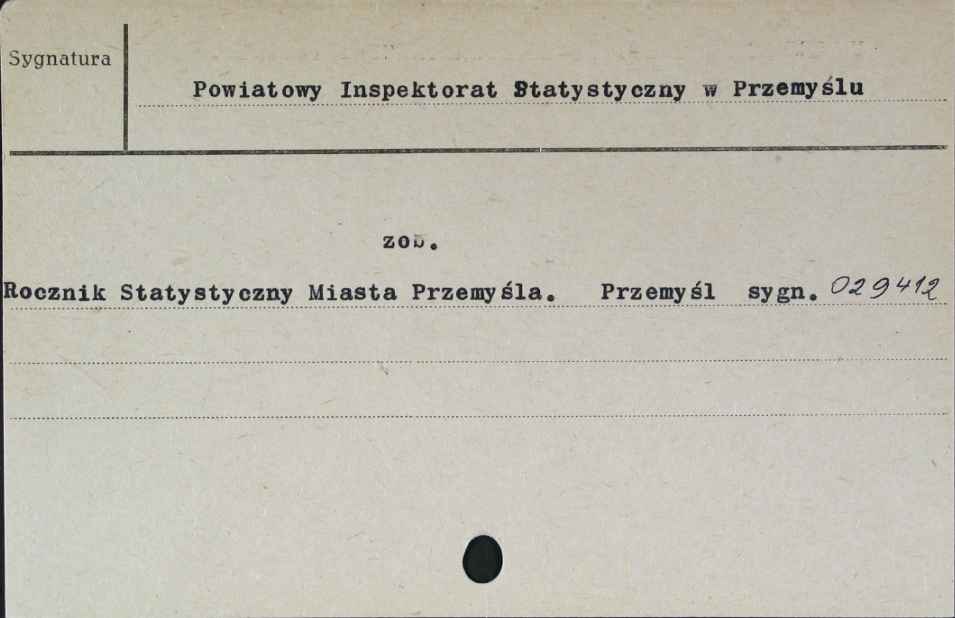 Sygnatura
Powiatowy Inspektorat Statystyczny w Przemyślu
zob.
Rocznik Statystyczny Miasta Przemyśla. Przemyśl sygn. 029412